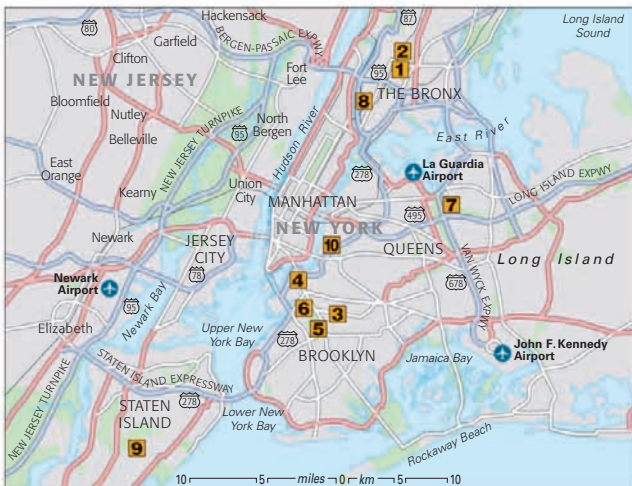 Hackensack
87
Long Island
Sound
80
Garfield
BERGEN-PASSAIC EXPWY
Clifton
2
Fort
Lee
95
1
NEW JERSEY
THE BRONX
8
Bloomfield
Nutley
North
Bergen
NEW JERSEY TURNPIKE
95
Hudson River
East River
Belleville
La Guardia
Airport
East
Orange
278
LONG ISLAND EXPWY
Kearny
Union
City
MANHATTAN
7
495
NEW YORK
Newark
JERSEY
CITY
10
QUEENS
Long Island
78
VAN WYCK EXPWY
678
Newark
Airport
4
95
Newark Bay
6
3
Elizabeth
Upper New
York Bay
5
278
BROOKLYN
John F. Kennedy
Airport
Jamaica Bay
STATEN ISLAND EXPRESSWAY
NEW JERSEY TURNPIKE
278
STATEN
ISLAND
Lower New
York Bay
Rockaway Beach
9
10 5 miles 0 km 5 10